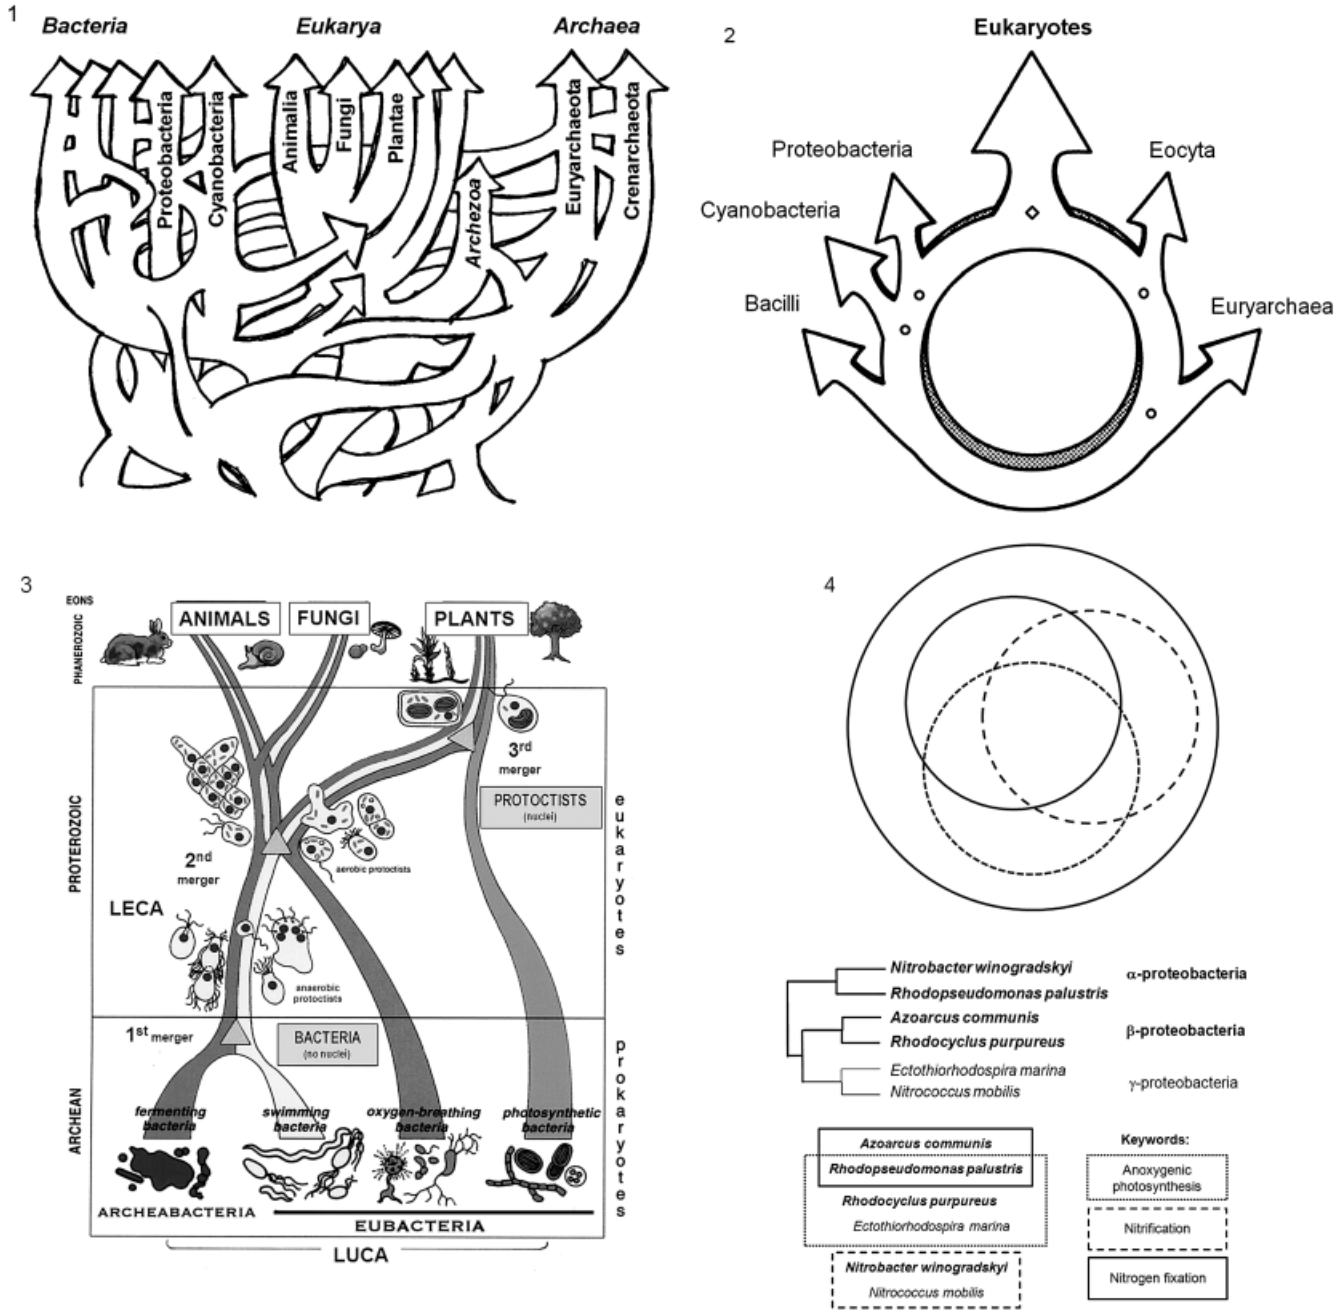 1
Bacteria
Eukarya
Archaea
Proteobacteria
Cyanobacteria
Animalia
Fungi
Plantae
Archezoa
Euryarchaeota
Crenarchaeota
2
Eukaryotes
Proteobacteria
Eocyta
Cyanobacteria
Bacilli
Euryarchaea
3
EONS
PHANEROZOIC
ANIMALS
FUNGI
PLANTS
3rd
merger
PROTOCTISTS
(nuclei)
PROTEROZOIC
2nd
merger
aerobic protoctists
LECA
anaerobic
protoctists
eukaryotes
1st merger
BACTERIA
(no nuclei)
ARCHEAN
prokaryotes
fermenting
bacteria
swimming
bacteria
oxygen-breathing
bacteria
photosynthetic
bacteria
ARCHEABACTERIA
EUBACTERIA
LUCA
4
Nitrobacter winogradskyi
Rhodopseudomonas palustris
α-proteobacteria
Azoarcus communis
Rhodocyclus purpureus
β-proteobacteria
Ectothiorhodospira marina
Nitrococcus mobilis
γ-proteobacteria
Azoarcus communis
Rhodopseudomonas palustris
Rhodocyclus purpureus
Ectothiorhodospira marina
Nitrobacter winogradskyi
Nitrococcus mobilis
Keywords:
Anoxygenic
photosynthesis
Nitrification
Nitrogen fixation